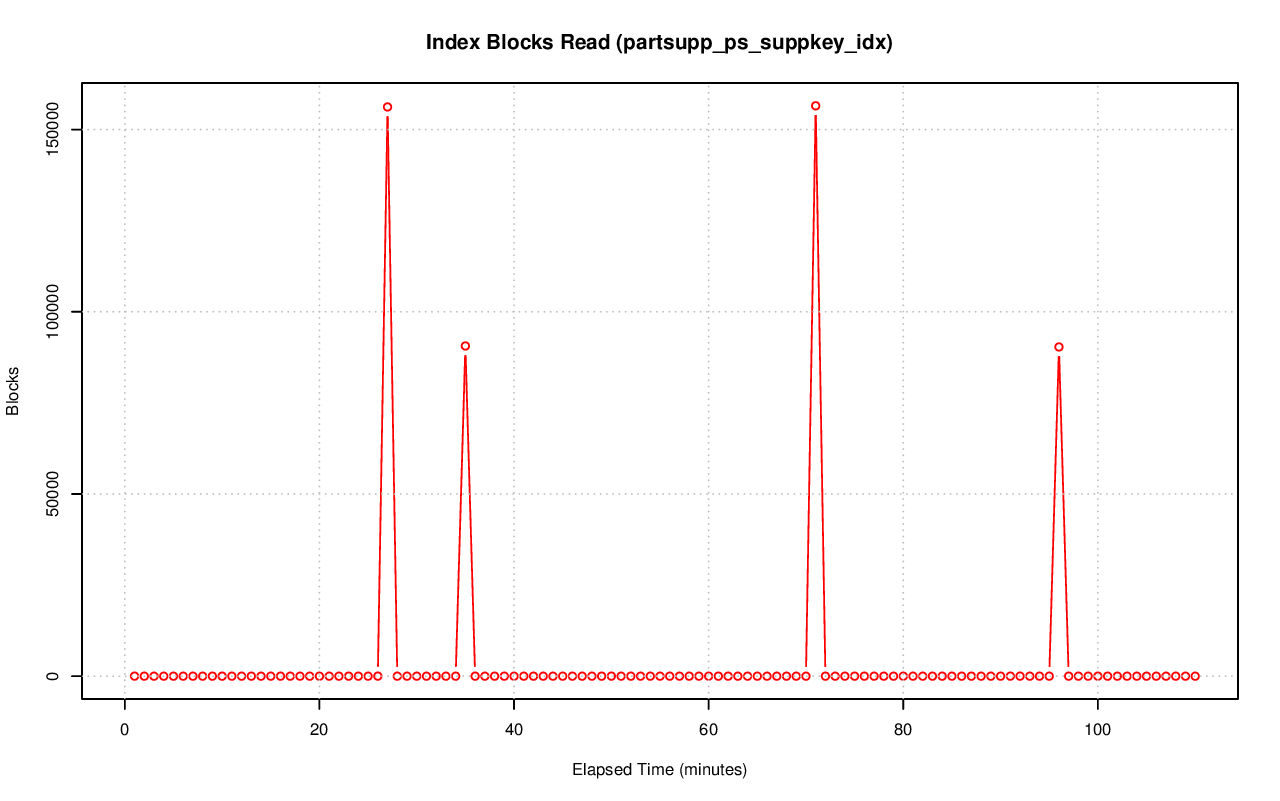 Index Blocks Read (partsupp_ps_suppkey_idx)
150000
100000
50000
0
Blocks
0 20 40 60 80 100
Elapsed Time (minutes)